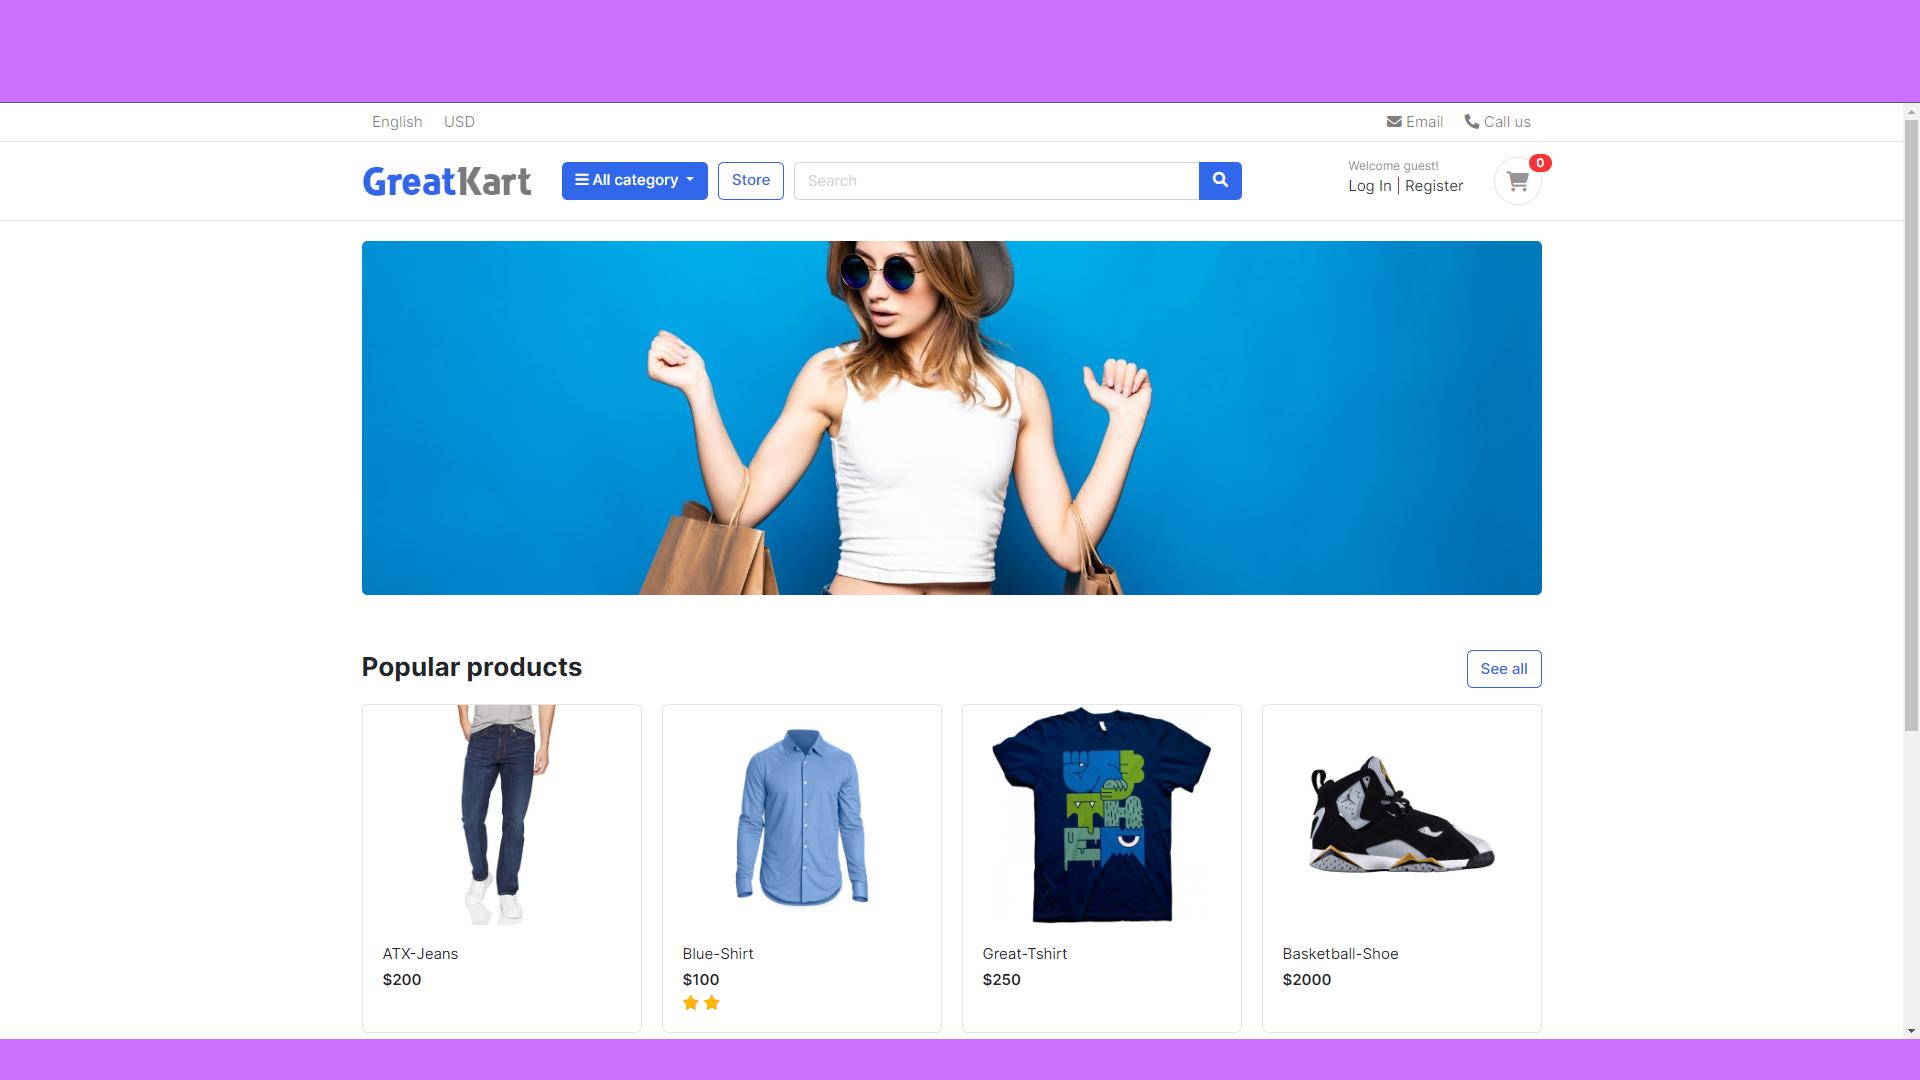 English USD Email Call us
GreatKart All category Store Search Welcome guest! 0
Log In | Register
Popular products See all
ATX-Jeans Blue-Shirt Great-Tshirt Basketball-Shoe
$200 $100 $250 $2000